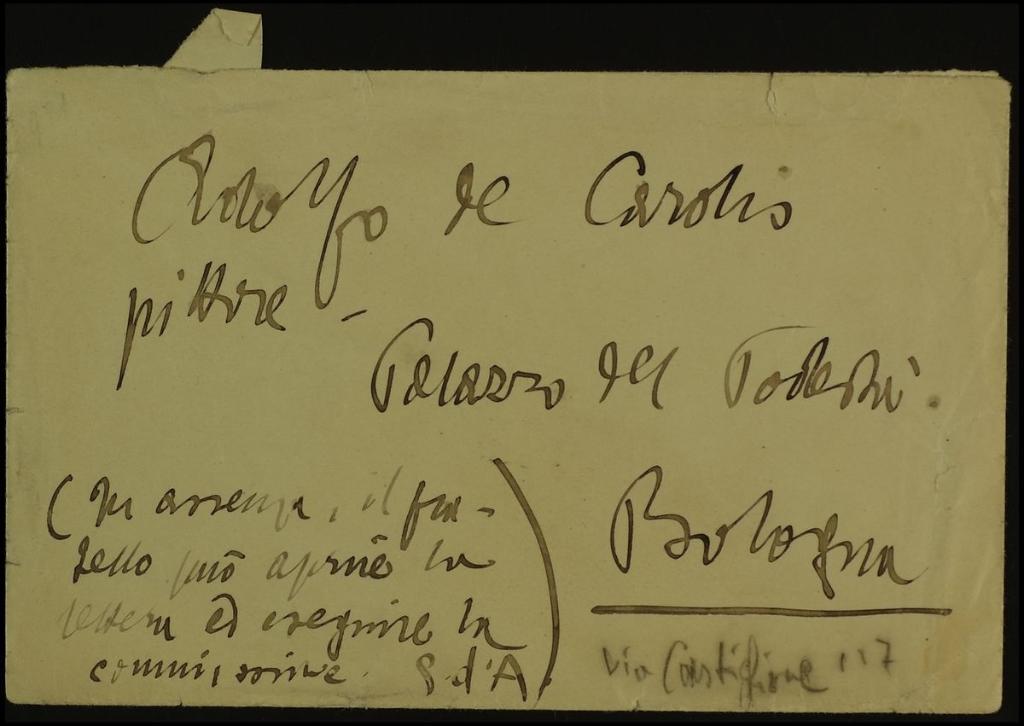 Adolfo de Carolis
pittore -
Palazzo del Podestà.
Bologna
(In assenza, il fra-
tello può aprire la
lettera ed eseguire la
commissione. G d'A)
Via Castiglione